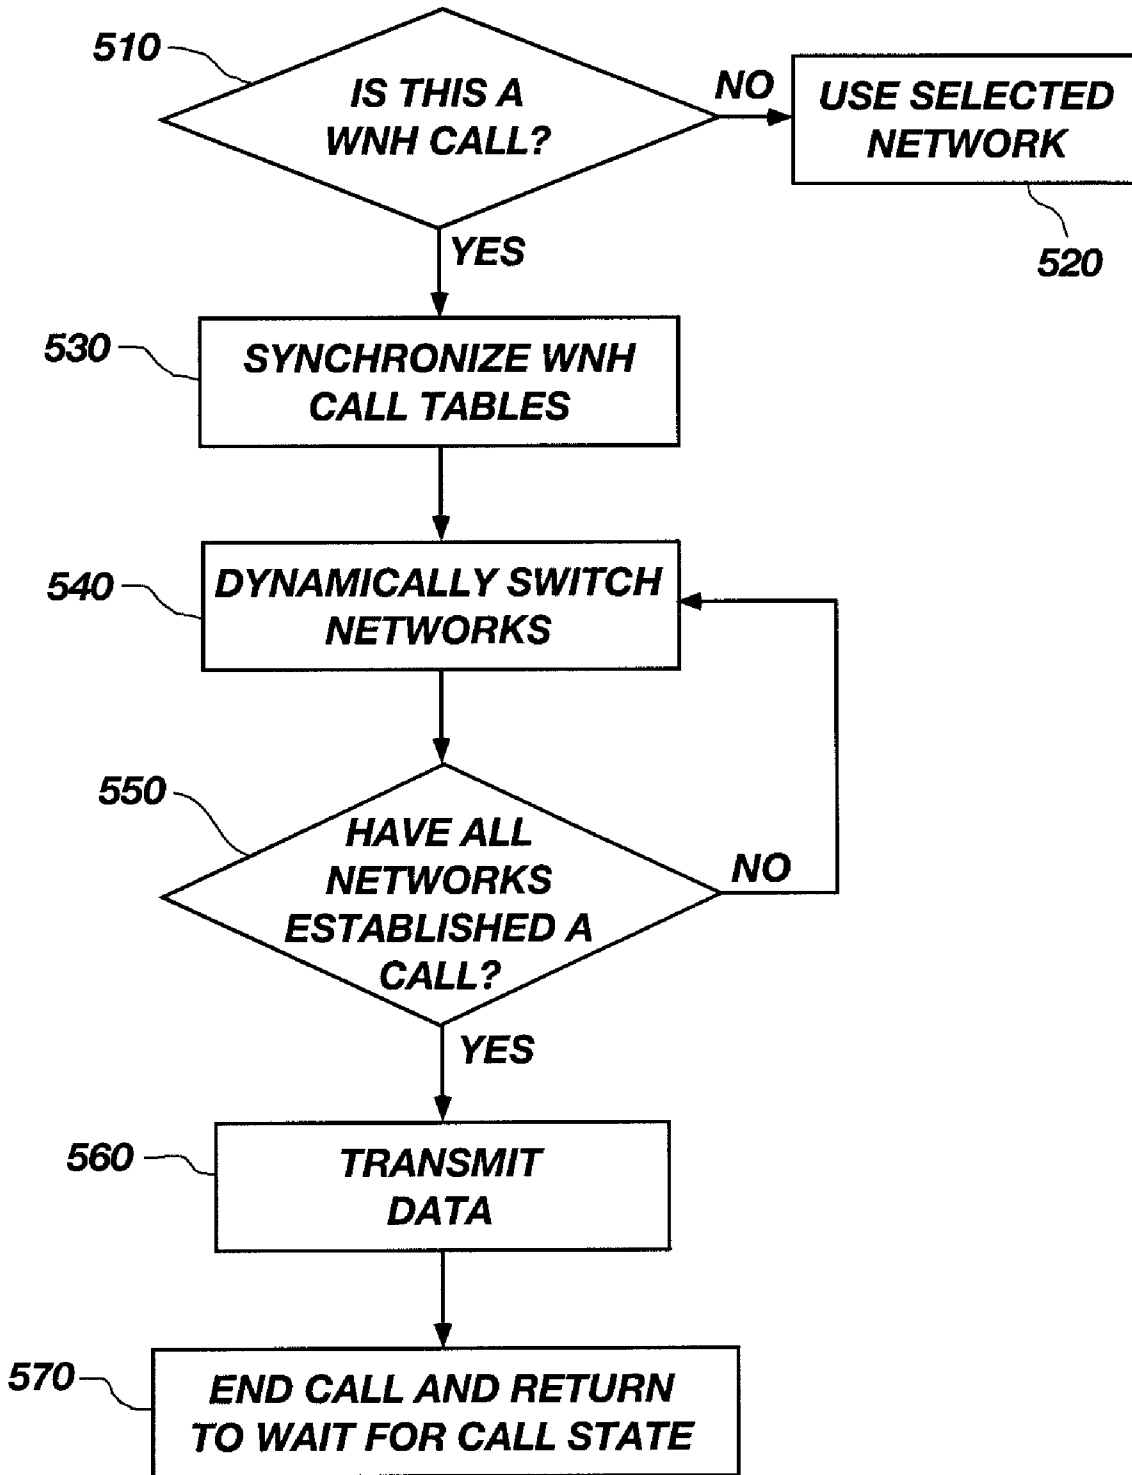 510
IS THIS A
WNH CALL?
NO
USE SELECTED
NETWORK
520
YES
530
SYNCHRONIZE WNH
CALL TABLES
540
DYNAMICALLY SWITCH
NETWORKS
550
HAVE ALL
NETWORKS
ESTABLISHED A
CALL?
NO
YES
560
TRANSMIT
DATA
570
END CALL AND RETURN
TO WAIT FOR CALL STATE